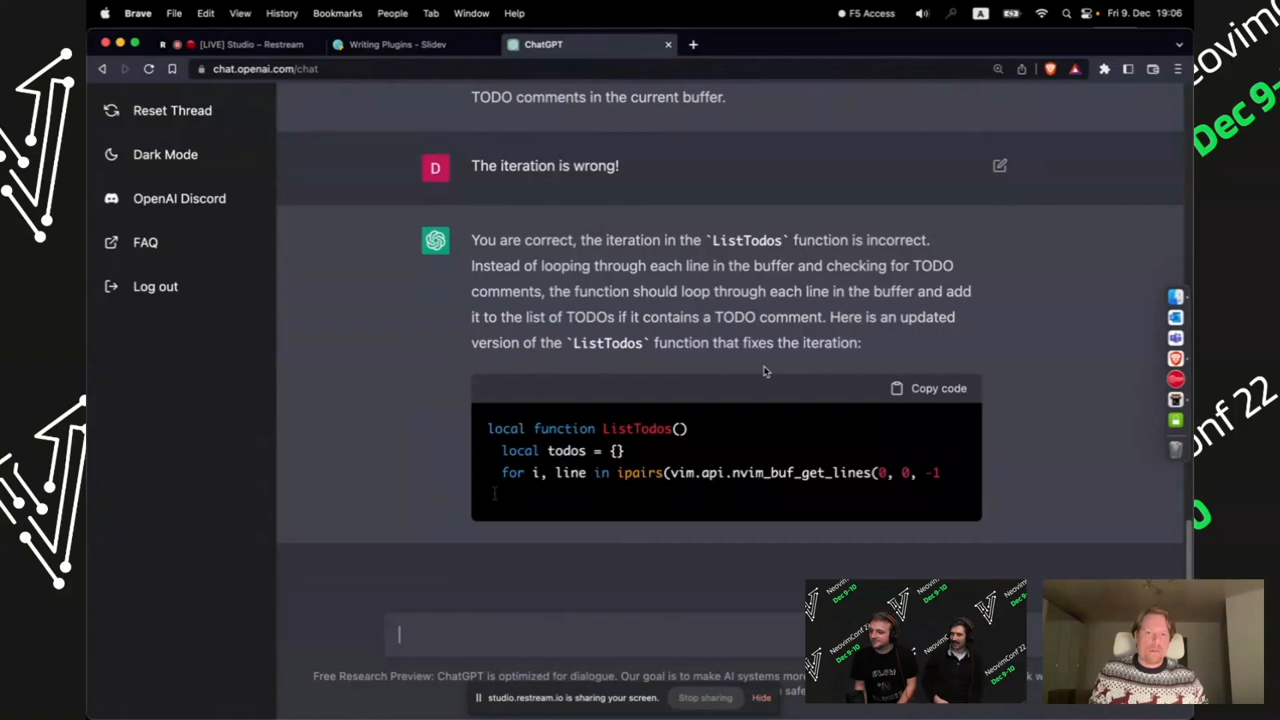 Brave File Edit View History Bookmarks People Tab Window Help F5 Access A Fri 9. Dec 19:06
R [LIVE] Studio – Restream Writing Plugins - Slidev ChatGPT
chat.openai.com/chat
Reset Thread
Dark Mode
OpenAI Discord
FAQ
Log out
TODO comments in the current buffer.
D The iteration is wrong!
You are correct, the iteration in the `ListTodos` function is incorrect.
Instead of looping through each line in the buffer and checking for TODO
comments, the function should loop through each line in the buffer and add
it to the list of TODOs if it contains a TODO comment. Here is an updated
version of the `ListTodos` function that fixes the iteration:
Copy code
local function ListTodos()
local todos = {}
for i, line in ipairs(vim.api.nvim_buf_get_lines(0, 0, -1
Free Research Preview: ChatGPT is optimized for dialogue. Our goal is to make AI systems more
studio.restream.io is sharing your screen. Stop sharing Hide
NeovimConf 22
Dec 9-10